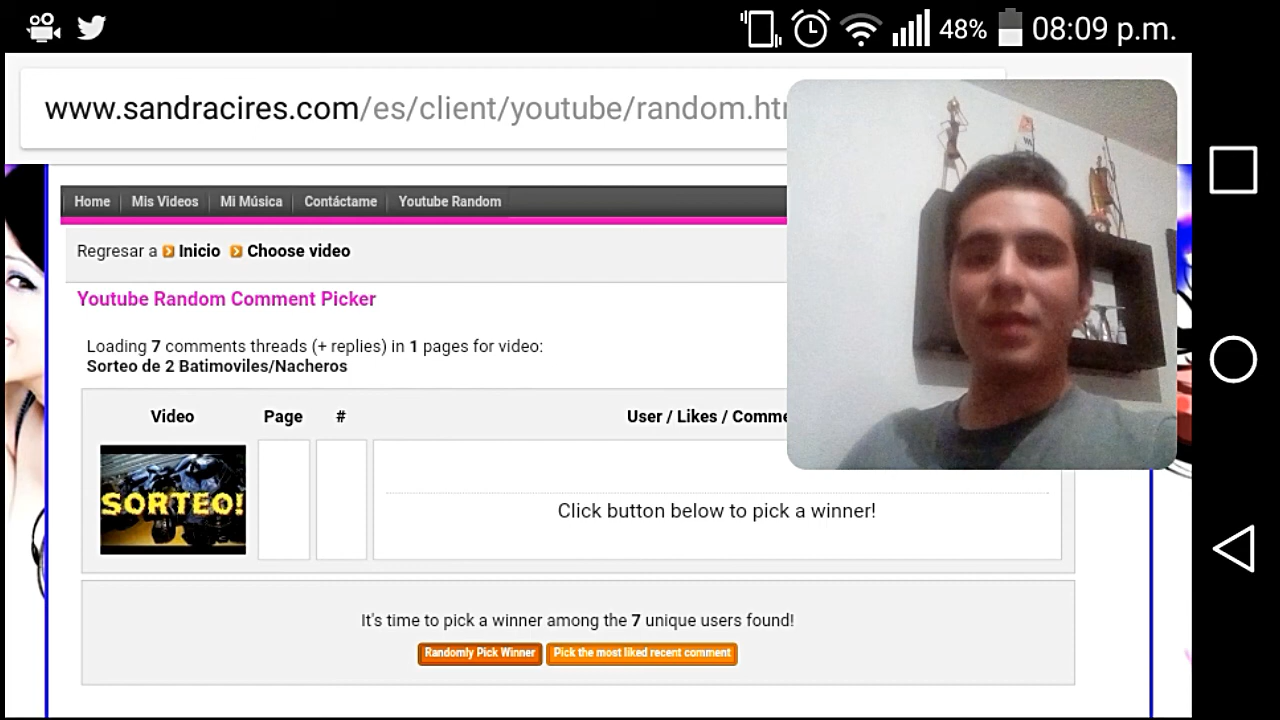 48% 08:09 p.m.
www.sandracires.com/es/client/youtube/random.ht
Home Mis Videos Mi Música Contáctame Youtube Random
Regresar a Inicio Choose video
Youtube Random Comment Picker
Loading 7 comments threads (+ replies) in 1 pages for video:
Sorteo de 2 Batimoviles/Nacheros
Video Page # User / Likes / Comme
SORTEO!
Click button below to pick a winner!
It's time to pick a winner among the 7 unique users found!
Randomly Pick Winner Pick the most liked recent comment